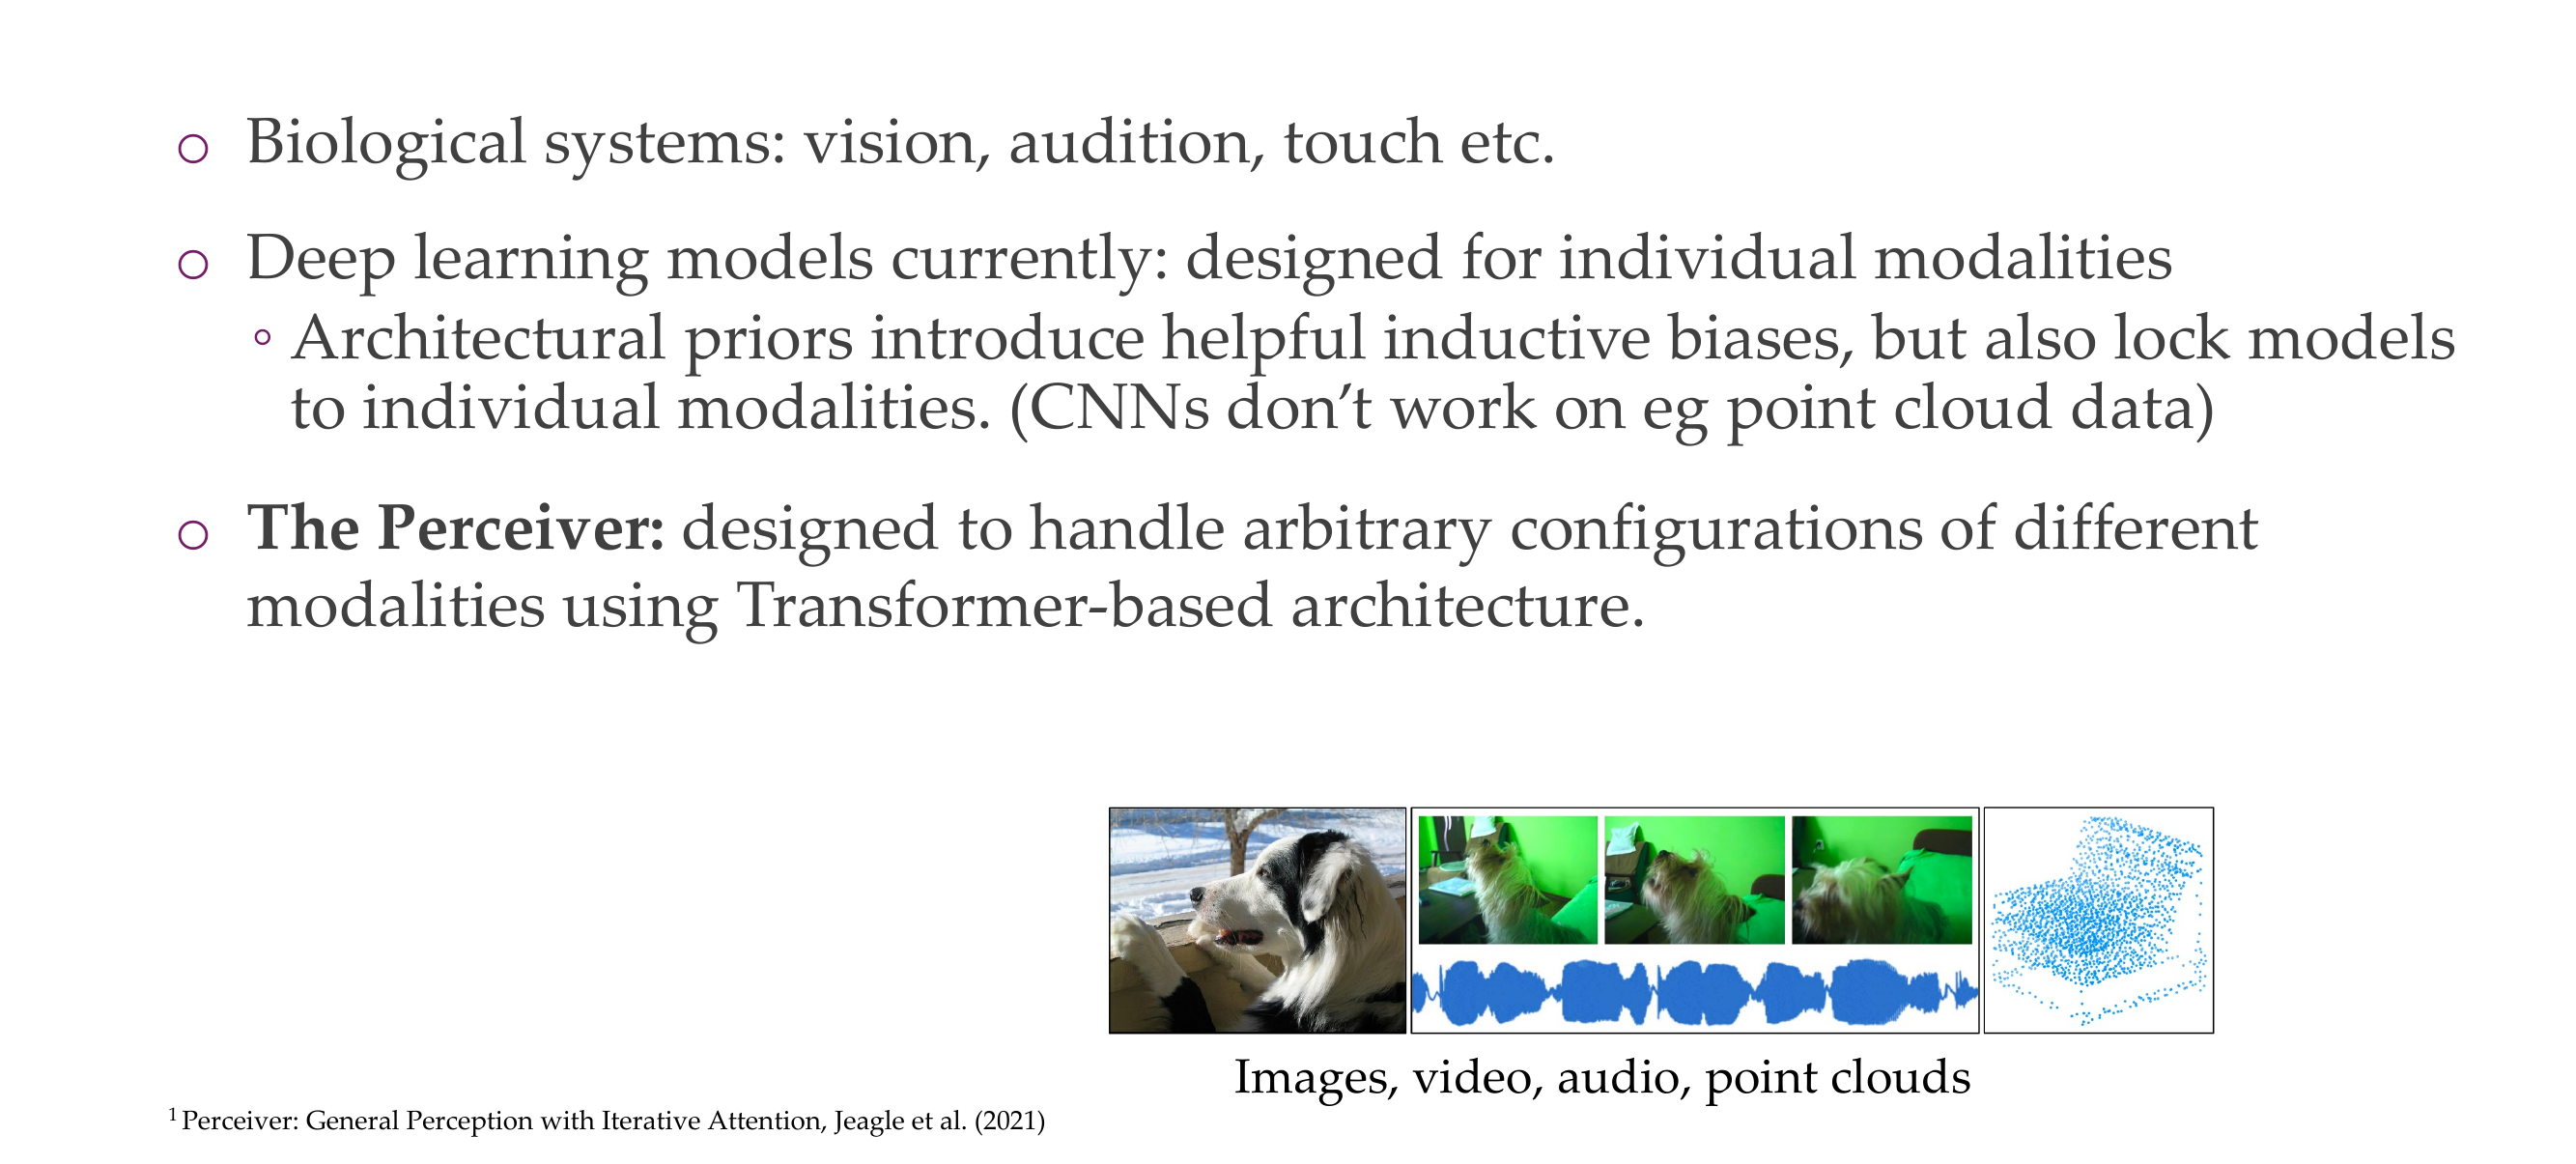 ○ Biological systems: vision, audition, touch etc.
○ Deep learning models currently: designed for individual modalities
◦ Architectural priors introduce helpful inductive biases, but also lock models
to individual modalities. (CNNs don’t work on eg point cloud data)
○ The Perceiver: designed to handle arbitrary configurations of different
modalities using Transformer-based architecture.
Images, video, audio, point clouds
¹ Perceiver: General Perception with Iterative Attention, Jeagle et al. (2021)